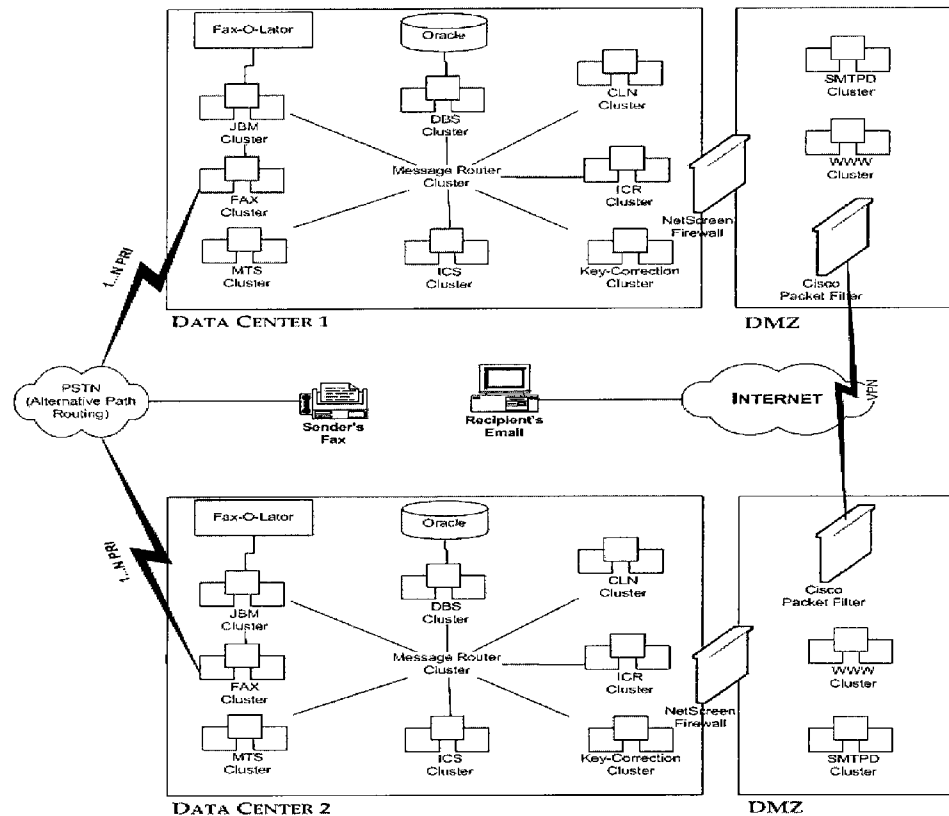 Fax-O-Lator
Oracle
JBM
Cluster
DBS
Cluster
CLN
Cluster
SMTPD
Cluster
WWW
Cluster
Message Router
Cluster
FAX
Cluster
ICR
Cluster
NetScreen
Firewall
MTS
Cluster
ICS
Cluster
Key-Correction
Cluster
Cisco
Packet Filter
1...N PRI
DATA CENTER 1
DMZ
PSTN
(Alternative Path
Routing)
Sender's
Fax
Recipient's
Email
INTERNET
VPN
Fax-O-Lator
Oracle
1...N PRI
JBM
Cluster
DBS
Cluster
CLN
Cluster
Cisco
Packet Filter
Message Router
Cluster
FAX
Cluster
ICR
Cluster
WWW
Cluster
NetScreen
Firewall
MTS
Cluster
ICS
Cluster
Key-Correction
Cluster
SMTPD
Cluster
DATA CENTER 2
DMZ